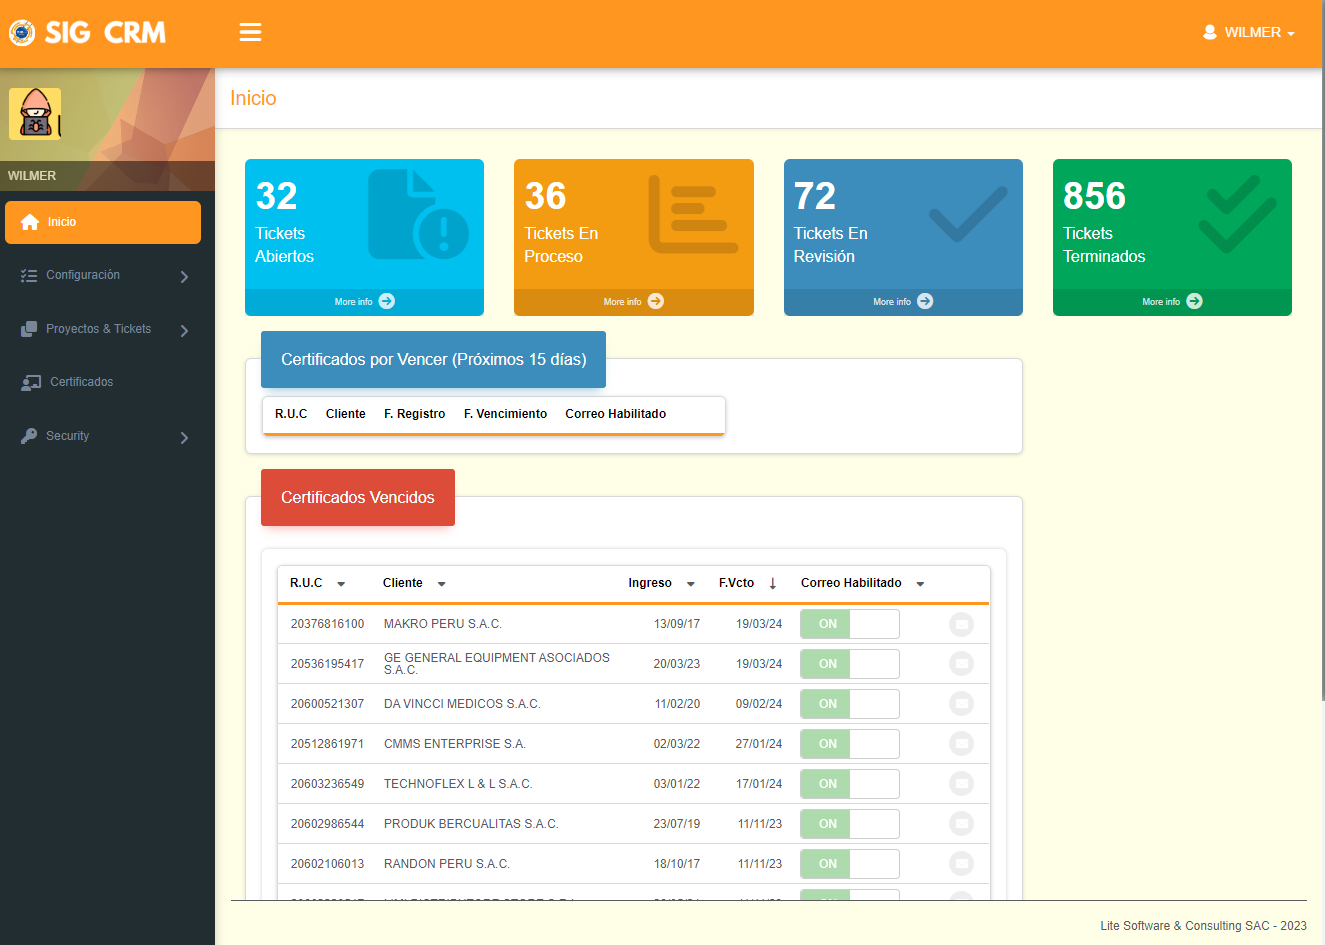 SIG CRM
WILMER
WILMER
Inicio
Configuración
Proyectos & Tickets
Certificados
Security
Inicio
32
Tickets
Abiertos
More info
36
Tickets En
Proceso
More info
72
Tickets En
Revisión
More info
856
Tickets
Terminados
More info
Certificados por Vencer (Próximos 15 días)
R.U.C Cliente F. Registro F. Vencimiento Correo Habilitado
Certificados Vencidos
R.U.C Cliente Ingreso F.Vcto Correo Habilitado
20376816100 MAKRO PERU S.A.C. 13/09/17 19/03/24 ON
20536195417 GE GENERAL EQUIPMENT ASOCIADOS S.A.C. 20/03/23 19/03/24 ON
20600521307 DA VINCCI MEDICOS S.A.C. 11/02/20 09/02/24 ON
20512861971 CMMS ENTERPRISE S.A. 02/03/22 27/01/24 ON
20603236549 TECHNOFLEX L & L S.A.C. 03/01/22 17/01/24 ON
20602986544 PRODUK BERCUALITAS S.A.C. 23/07/19 11/11/23 ON
20602106013 RANDON PERU S.A.C. 18/10/17 11/11/23 ON
Lite Software & Consulting SAC - 2023